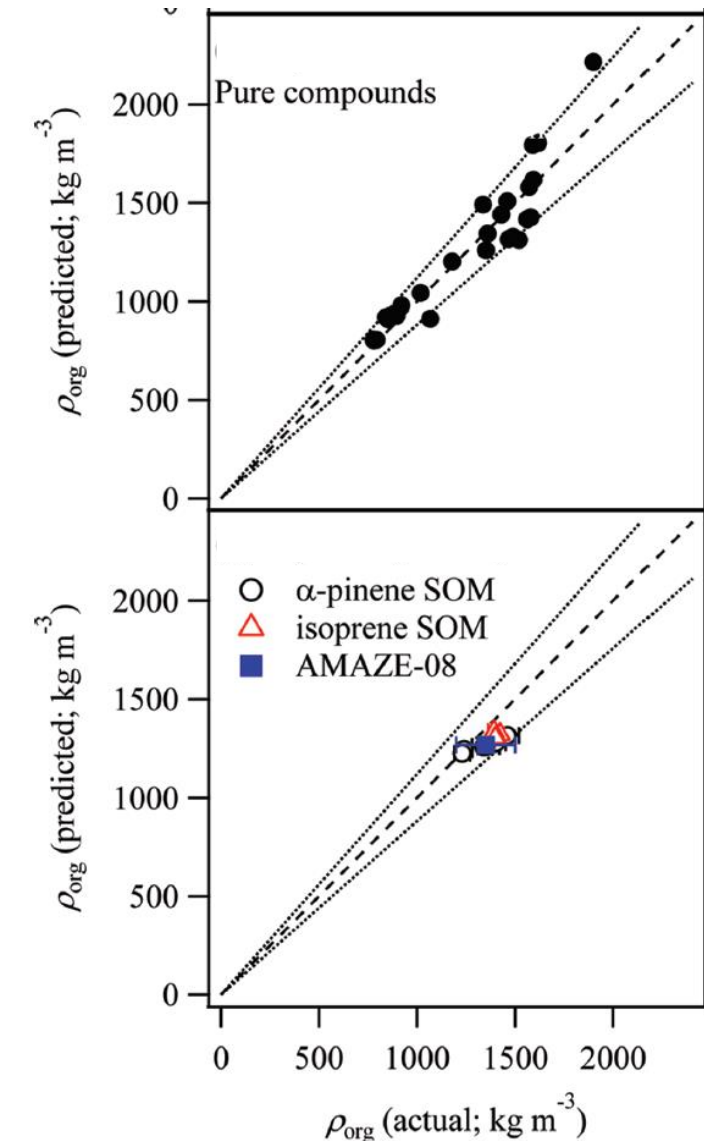 Pure compounds
2000
1500
1000
500
0
ρorg (predicted; kg m-3)
α-pinene SOM
isoprene SOM
AMAZE-08
2000
1500
1000
500
0
ρorg (predicted; kg m-3)
0 500 1000 1500 2000
ρorg (actual; kg m-3)